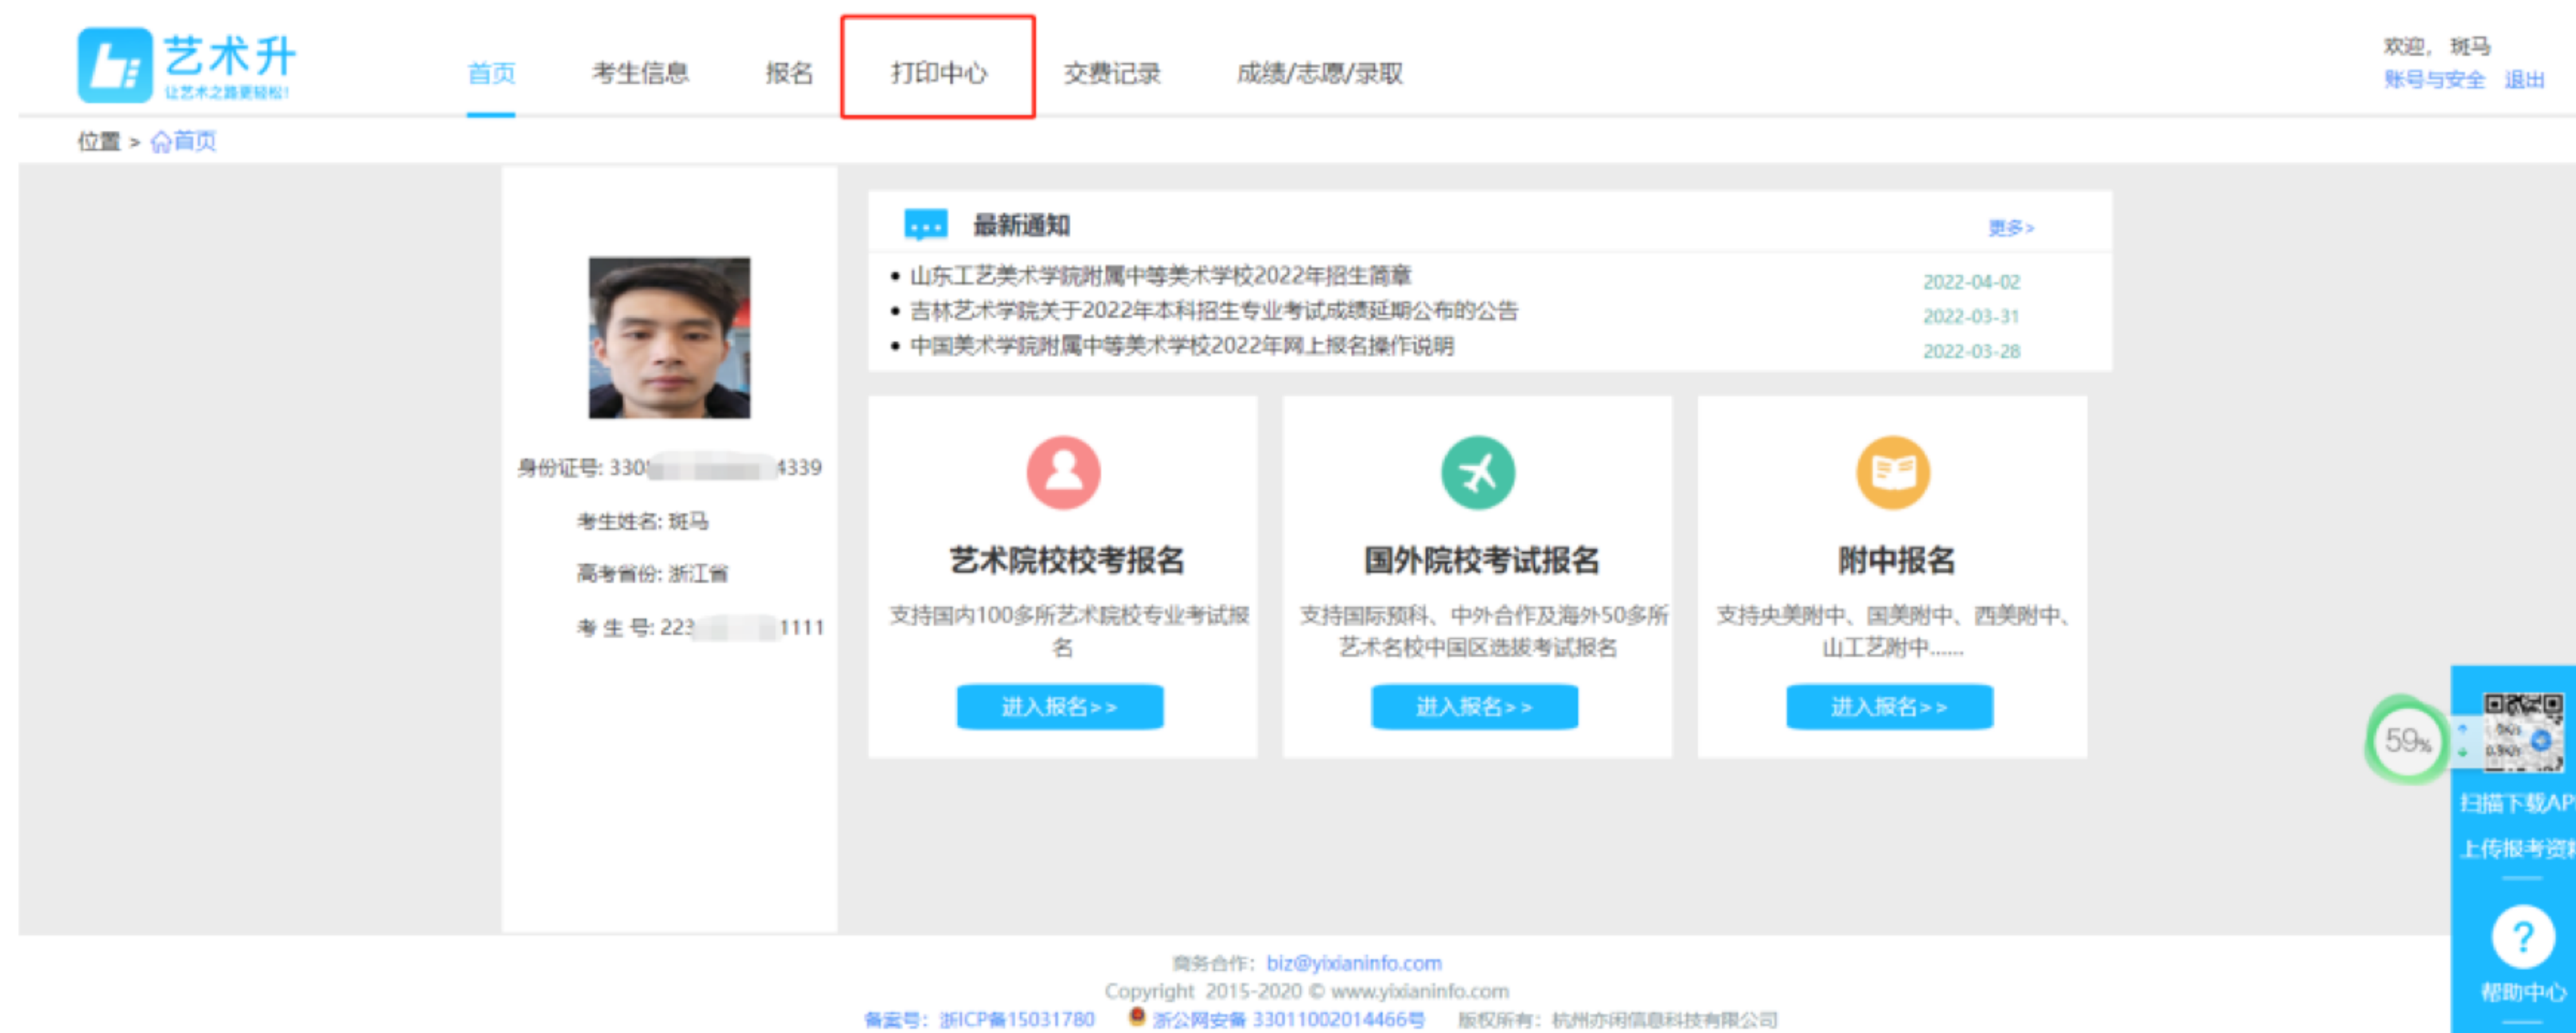 艺术升
让艺术之路更轻松!
首页 考生信息 报名 打印中心 交费记录 成绩/志愿/录取
欢迎, 斑马
账号与安全 退出
位置 > 首页
身份证号: 330 4339
考生姓名: 斑马
高考省份: 浙江省
考 生 号: 223 1111
最新通知 更多>
• 山东工艺美术学院附属中等美术学校2022年招生简章 2022-04-02
• 吉林艺术学院关于2022年本科招生专业考试成绩延期公布的公告 2022-03-31
• 中国美术学院附属中等美术学校2022年网上报名操作说明 2022-03-28
艺术院校校考报名
支持国内100多所艺术院校专业考试报
名
进入报名>>
国外院校考试报名
支持国际预科、中外合作及海外50多所
艺术名校中国区选拔考试报名
进入报名>>
附中报名
支持央美附中、国美附中、西美附中、
山工艺附中......
进入报名>>
59%
扫描下载AP
上传报考资料
?
帮助中心
商务合作: biz@yixianinfo.com
Copyright 2015-2020 © www.yixianinfo.com
备案号: 浙ICP备15031780 浙公网安备 33011002014466号 版权所有: 杭州亦闲信息科技有限公司